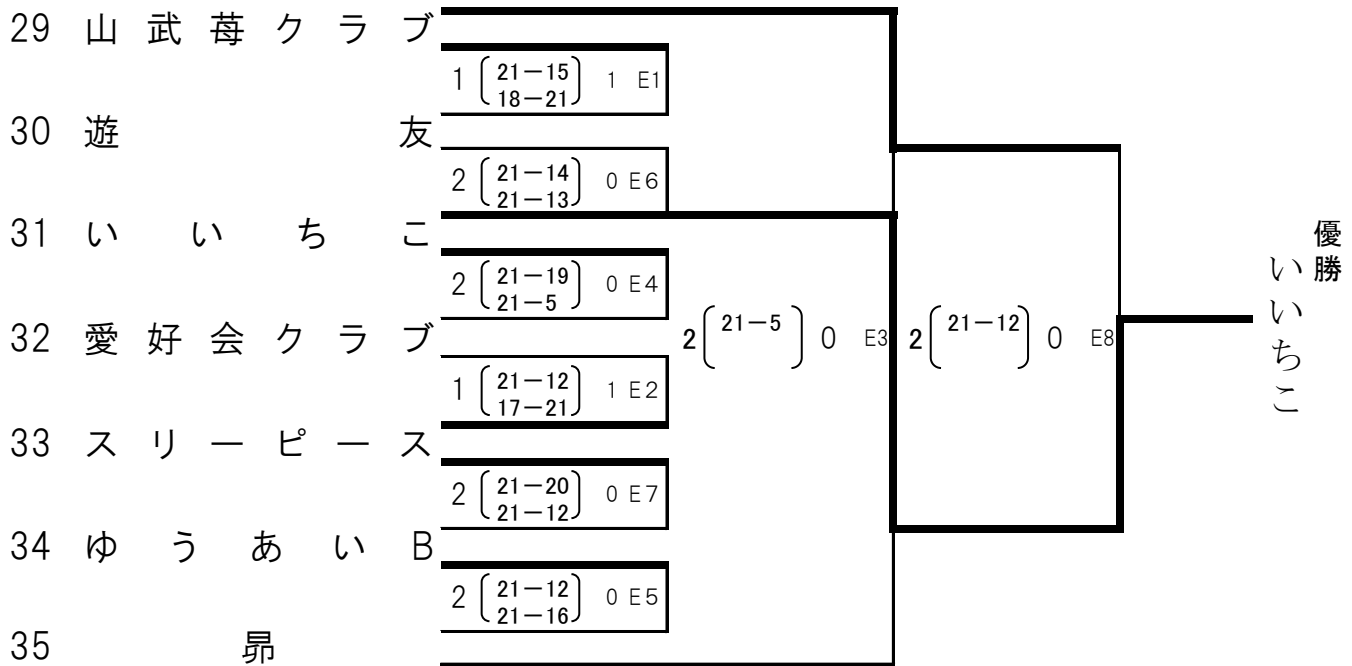 29 山武苺クラブ
1 21－15 1 E1
18－21
30 遊友
2 21－14 0 E6
21－13
31 いいちこ
2 21－19 0 E4
21－5
32 愛好会クラブ
2 21－5 0 E3
2 21－12 0 E8
1 21－12 1 E2
17－21
33 スリーピース
2 21－20 0 E7
21－12
34 ゆうあいB
2 21－12 0 E5
21－16
35 昴
優勝
いいちこ